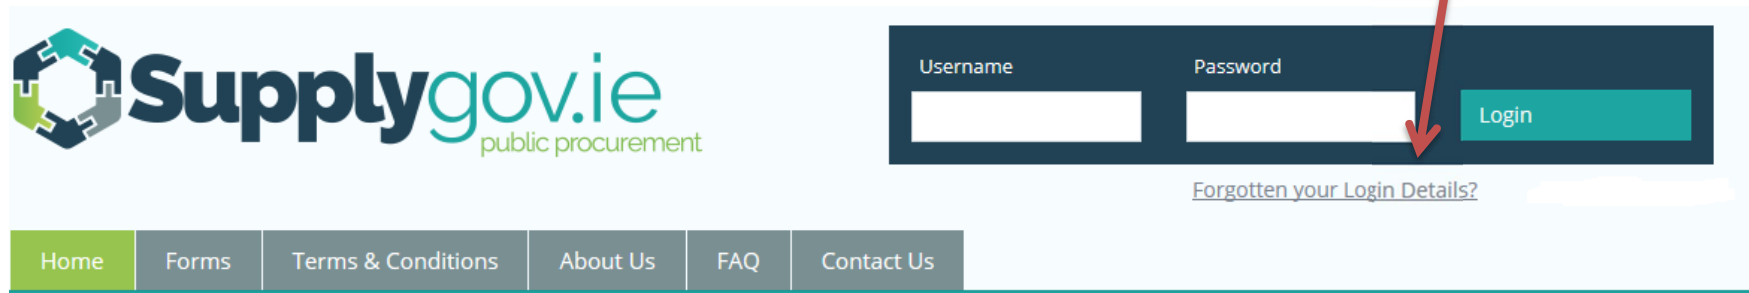 Supplygov.ie
public procurement
Username
Password
Login
Forgotten your Login Details?
Home
Forms
Terms & Conditions
About Us
FAQ
Contact Us